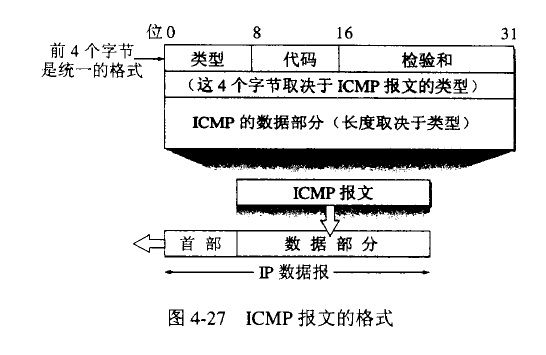 位 0 8 16 31
前 4 个字节
是统一的格式
类型 代码 检验和
(这 4 个字节取决于 ICMP 报文的类型)
ICMP 的数据部分(长度取决于类型)
ICMP 报文
首部 数据部分
IP 数据报
图 4-27 ICMP 报文的格式